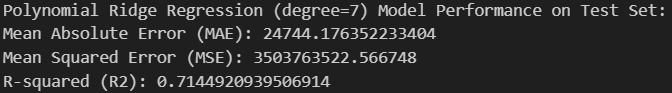 Polynomial Ridge Regression (degree=7) Model Performance on Test Set:
Mean Absolute Error (MAE): 24744.176352233404
Mean Squared Error (MSE): 3503763522.566748
R-squared (R2): 0.7144920939506914